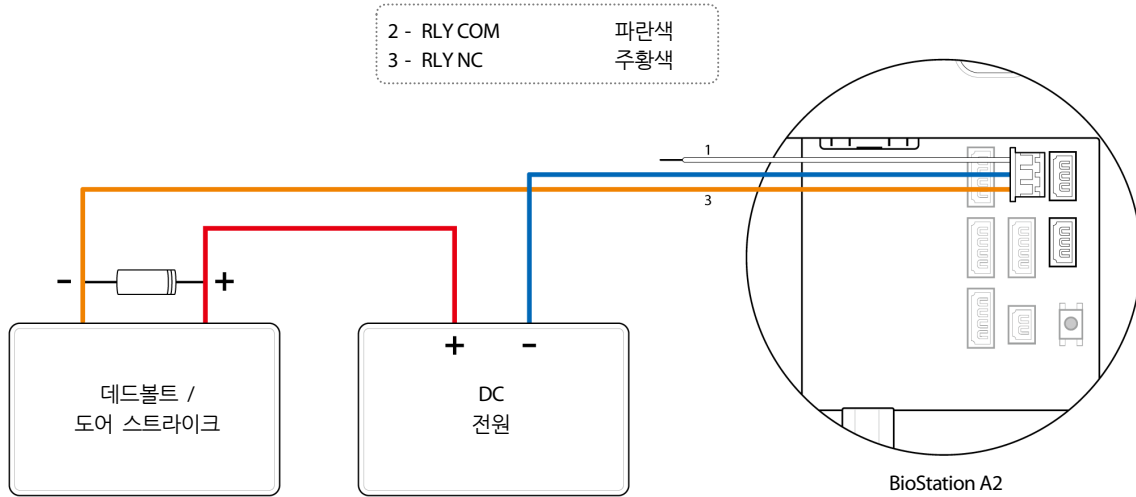 2 - RLY COM 파란색
3 - RLY NC 주황색
1
3
- +
+ -
데드볼트 /
도어 스트라이크
DC
전원
BioStation A2